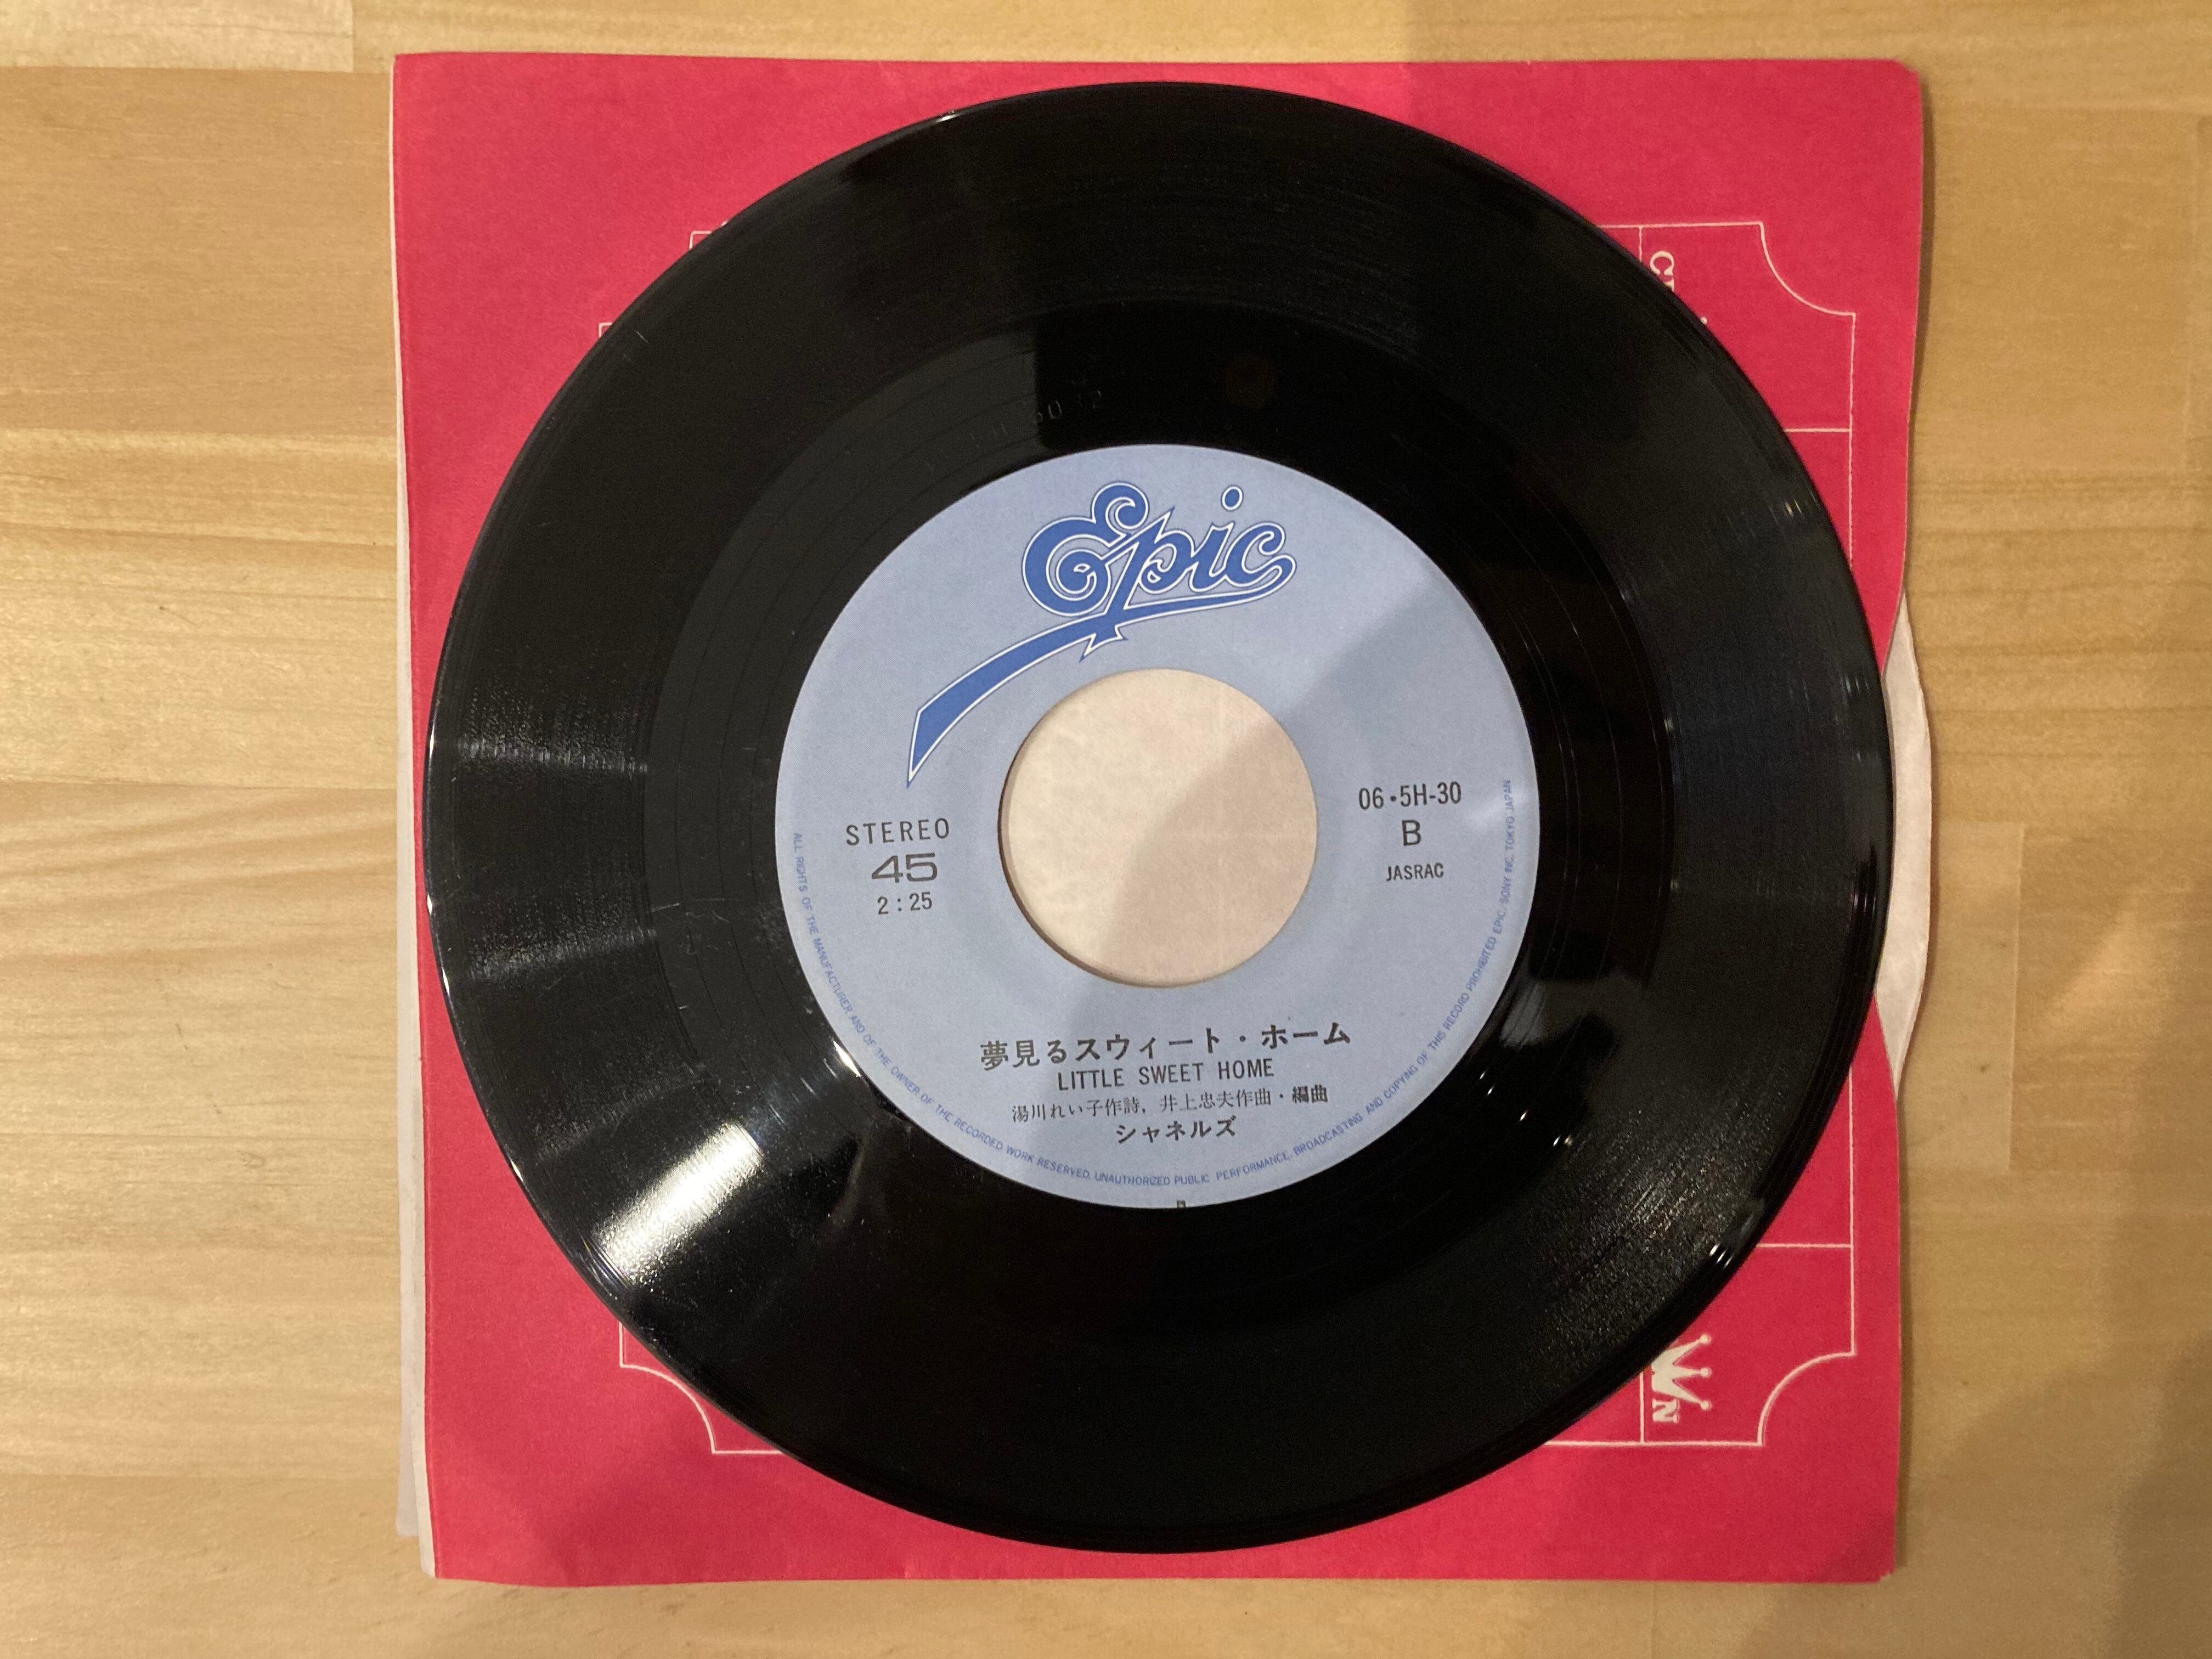 Epic
STEREO
45
2:25
06・5H-30
B
JASRAC
夢見るスウィート・ホーム
LITTLE SWEET HOME
湯川れい子作詩, 井上忠夫作曲・編曲
シャネルズ
ALL RIGHTS OF THE MANUFACTURER AND OF THE OWNER OF THE RECORDED WORK RESERVED. UNAUTHORIZED PUBLIC PERFORMANCE, BROADCASTING AND COPYING OF THIS RECORD PROHIBITED EPIC, SONY INC. TOKYO JAPAN